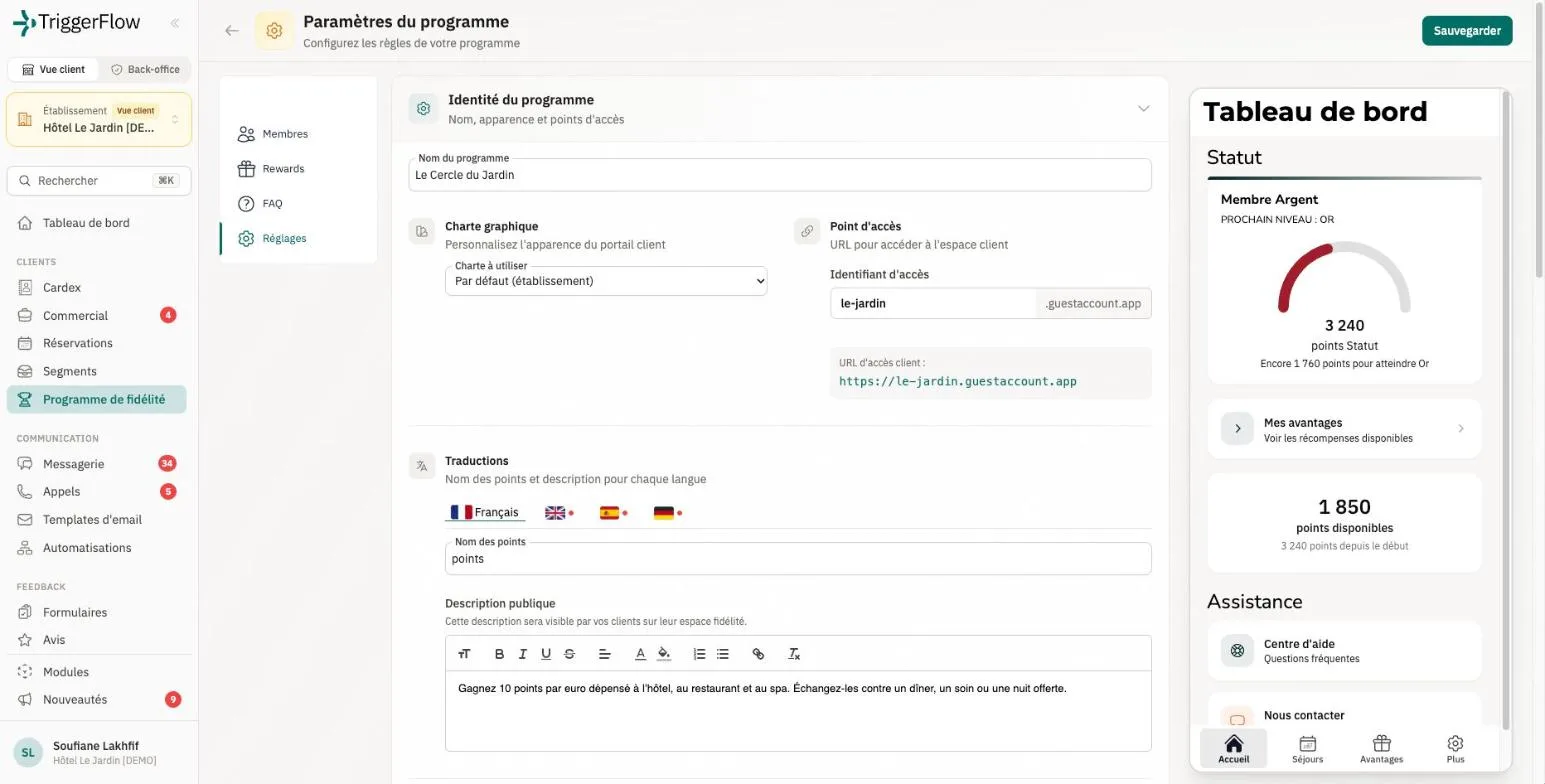 TriggerFlow
Vue client
Back-office
Établissement Vue client
Hôtel Le Jardin [DE...
Rechercher ⌘K
Tableau de bord
CLIENTS
Cardex
Commercial 4
Réservations
Segments
Programme de fidélité
COMMUNICATION
Messagerie 34
Appels 5
Templates d'email
Automatisations
FEEDBACK
Formulaires
Avis
Modules
Nouveautés 9
SL
Soufiane Lakhfif
Hôtel Le Jardin [DEMO]
Paramètres du programme
Configurez les règles de votre programme
Sauvegarder
Membres
Rewards
FAQ
Réglages
Identité du programme
Nom, apparence et points d'accès
Nom du programme
Le Cercle du Jardin
Charte graphique
Personnalisez l'apparence du portail client
Charte à utiliser
Par défaut (établissement)
Point d'accès
URL pour accéder à l'espace client
Identifiant d'accès
le-jardin .guestaccount.app
URL d'accès client :
https://le-jardin.guestaccount.app
Traductions
Nom des points et description pour chaque langue
Français
Nom des points
points
Description publique
Cette description sera visible par vos clients sur leur espace fidélité.
Gagnez 10 points par euro dépensé à l'hôtel, au restaurant et au spa. Échangez-les contre un dîner, un soin ou une nuit offerte.
Tableau de bord
Statut
Membre Argent
PROCHAIN NIVEAU : OR
3 240
points Statut
Encore 1 760 points pour atteindre Or
Mes avantages
Voir les récompenses disponibles
1 850
points disponibles
3 240 points depuis le début
Assistance
Centre d'aide
Questions fréquentes
Nous contacter
Accueil
Séjours
Avantages
Plus